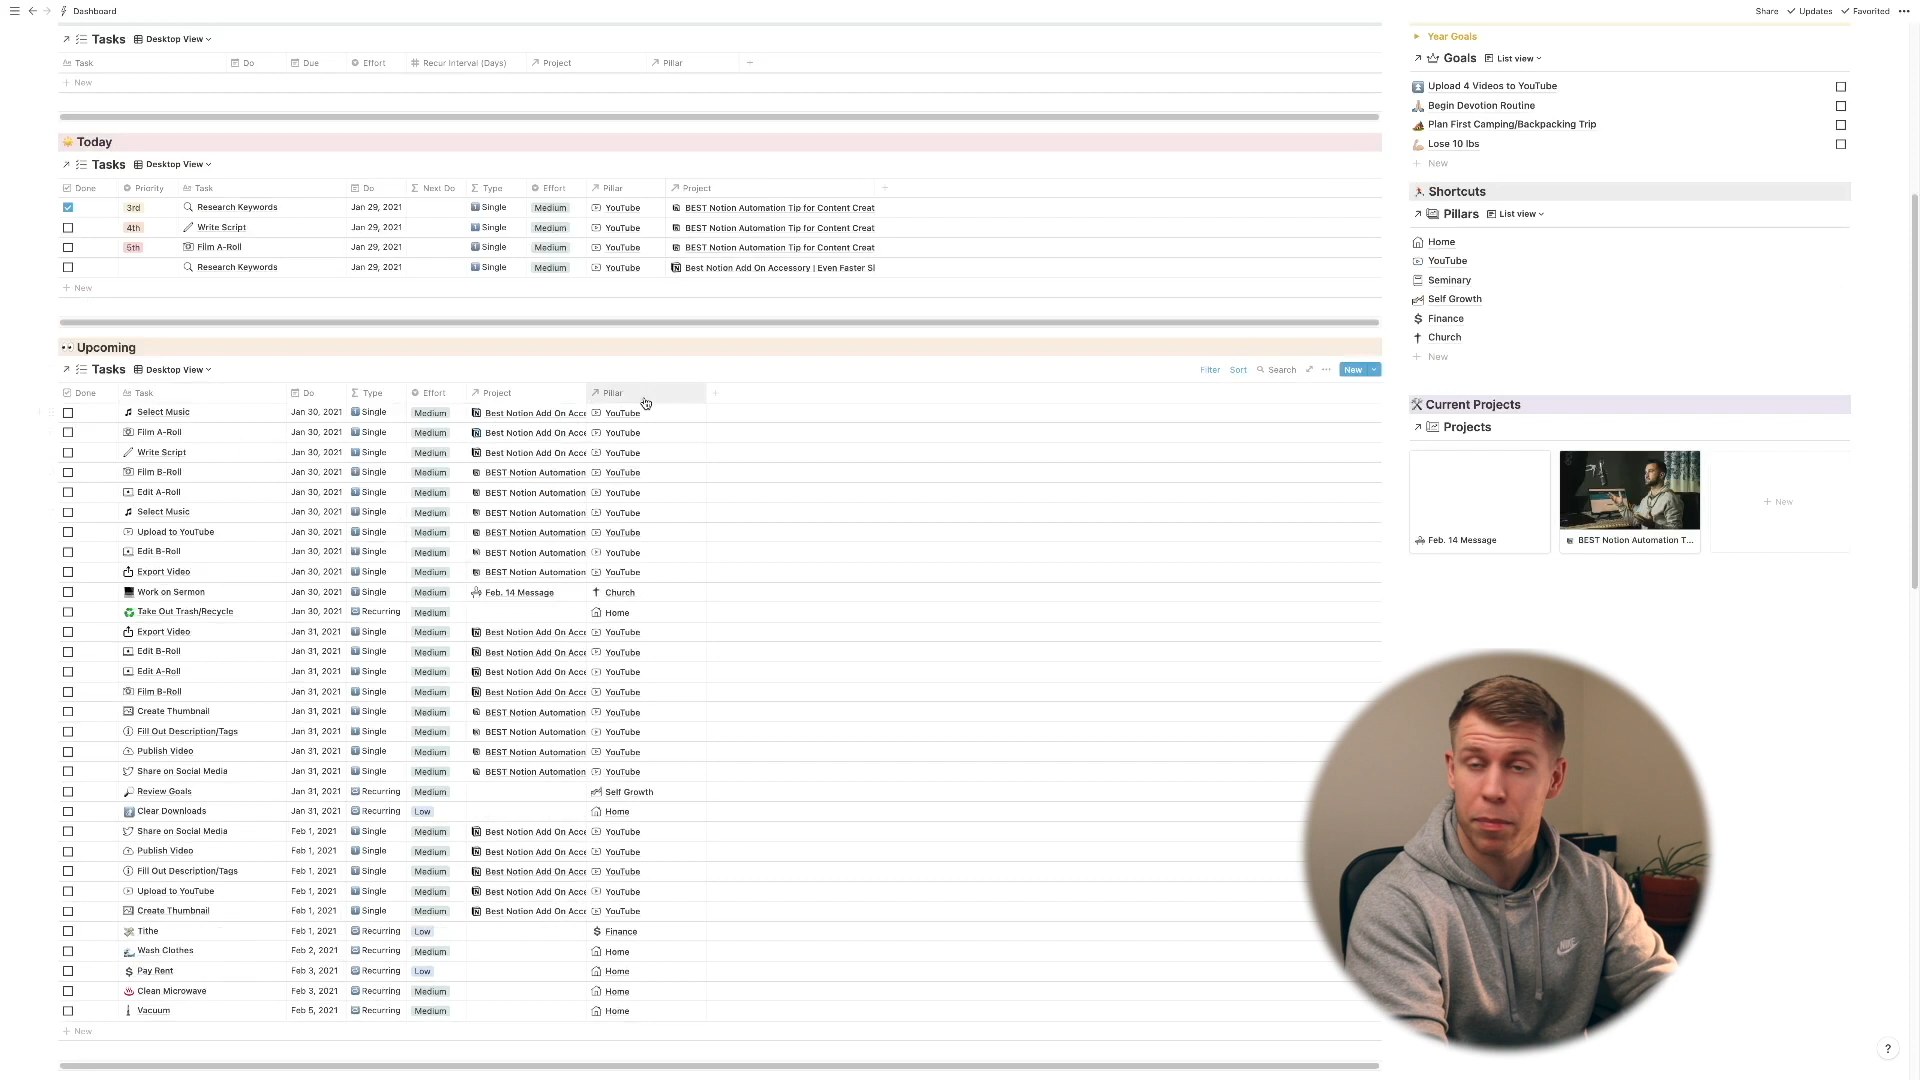 Dashboard
Share Updates Favorited
Tasks Desktop View
Task Do Due Effort Recur Interval (Days) Project Pillar
New
Today
Tasks Desktop View
Done Priority Task Do Next Do Type Effort Pillar Project
3rd Research Keywords Jan 29, 2021 Single Medium YouTube BEST Notion Automation Tip for Content Creat
4th Write Script Jan 29, 2021 Single Medium YouTube BEST Notion Automation Tip for Content Creat
5th Film A-Roll Jan 29, 2021 Single Medium YouTube BEST Notion Automation Tip for Content Creat
Research Keywords Jan 29, 2021 Single Medium YouTube Best Notion Add On Accessory | Even Faster Sl
New
Upcoming
Tasks Desktop View Filter Sort Search New
Done Task Do Type Effort Project Pillar
Select Music Jan 30, 2021 Single Medium Best Notion Add On Acce YouTube
Film A-Roll Jan 30, 2021 Single Medium Best Notion Add On Acce YouTube
Write Script Jan 30, 2021 Single Medium Best Notion Add On Acce YouTube
Film B-Roll Jan 30, 2021 Single Medium BEST Notion Automation YouTube
Edit A-Roll Jan 30, 2021 Single Medium BEST Notion Automation YouTube
Select Music Jan 30, 2021 Single Medium BEST Notion Automation YouTube
Upload to YouTube Jan 30, 2021 Single Medium BEST Notion Automation YouTube
Edit B-Roll Jan 30, 2021 Single Medium BEST Notion Automation YouTube
Export Video Jan 30, 2021 Single Medium BEST Notion Automation YouTube
Work on Sermon Jan 30, 2021 Single Medium Feb. 14 Message Church
Take Out Trash/Recycle Jan 30, 2021 Recurring Medium Home
Export Video Jan 31, 2021 Single Medium Best Notion Add On Acce YouTube
Edit B-Roll Jan 31, 2021 Single Medium Best Notion Add On Acce YouTube
Edit A-Roll Jan 31, 2021 Single Medium Best Notion Add On Acce YouTube
Film B-Roll Jan 31, 2021 Single Medium Best Notion Add On Acce YouTube
Create Thumbnail Jan 31, 2021 Single Medium BEST Notion Automation YouTube
Fill Out Description/Tags Jan 31, 2021 Single Medium BEST Notion Automation YouTube
Publish Video Jan 31, 2021 Single Medium BEST Notion Automation YouTube
Share on Social Media Jan 31, 2021 Single Medium BEST Notion Automation YouTube
Review Goals Jan 31, 2021 Recurring Medium Self Growth
Clear Downloads Jan 31, 2021 Recurring Low Home
Share on Social Media Feb 1, 2021 Single Medium Best Notion Add On Acce YouTube
Publish Video Feb 1, 2021 Single Medium Best Notion Add On Acce YouTube
Fill Out Description/Tags Feb 1, 2021 Single Medium Best Notion Add On Acce YouTube
Upload to YouTube Feb 1, 2021 Single Medium Best Notion Add On Acce YouTube
Create Thumbnail Feb 1, 2021 Single Medium Best Notion Add On Acce YouTube
Tithe Feb 1, 2021 Recurring Low Finance
Wash Clothes Feb 2, 2021 Recurring Medium Home
Pay Rent Feb 3, 2021 Recurring Low Home
Clean Microwave Feb 3, 2021 Recurring Medium Home
Vacuum Feb 5, 2021 Recurring Medium Home
New
Year Goals
Goals List view
Upload 4 Videos to YouTube
Begin Devotion Routine
Plan First Camping/Backpacking Trip
Lose 10 lbs
New
Shortcuts
Pillars List view
Home
YouTube
Seminary
Self Growth
Finance
Church
New
Current Projects
Projects
New
Feb. 14 Message
BEST Notion Automation T...
NIKE
?